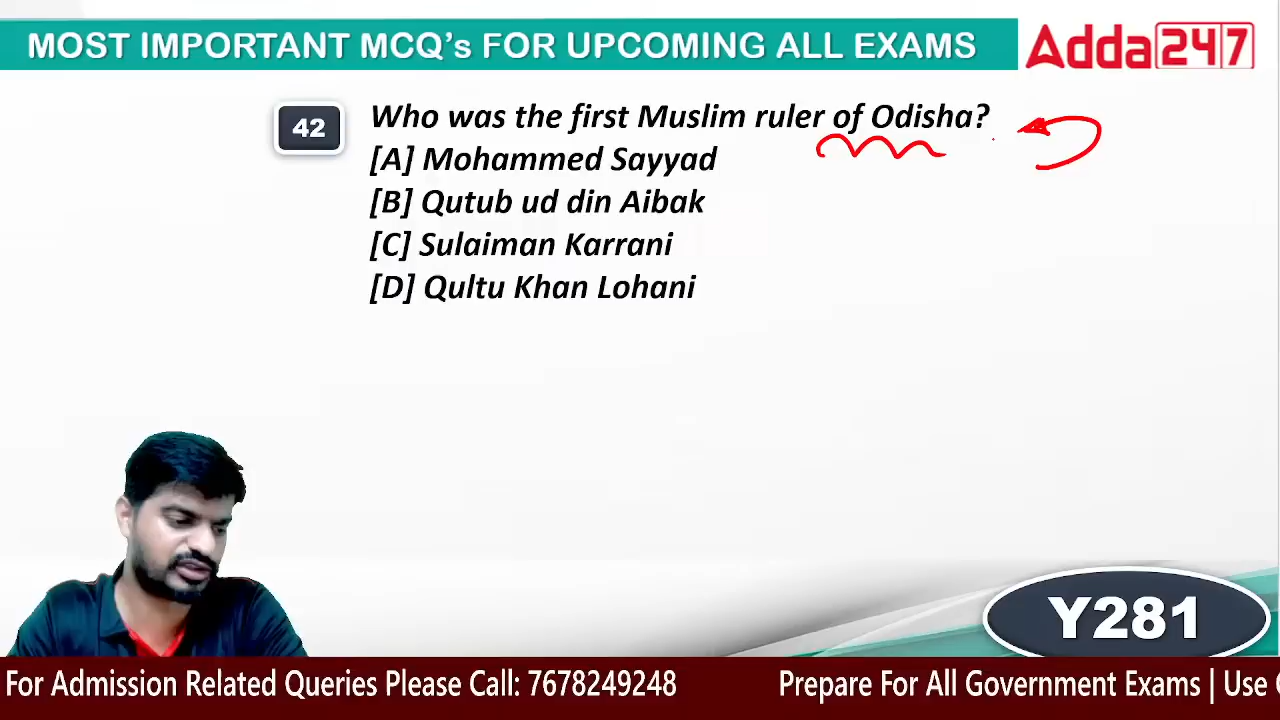 MOST IMPORTANT MCQ's FOR UPCOMING ALL EXAMS
Adda247
42
Who was the first Muslim ruler of Odisha?
[A] Mohammed Sayyad
[B] Qutub ud din Aibak
[C] Sulaiman Karrani
[D] Qultu Khan Lohani
Y281
For Admission Related Queries Please Call: 7678249248
Prepare For All Government Exams | Use